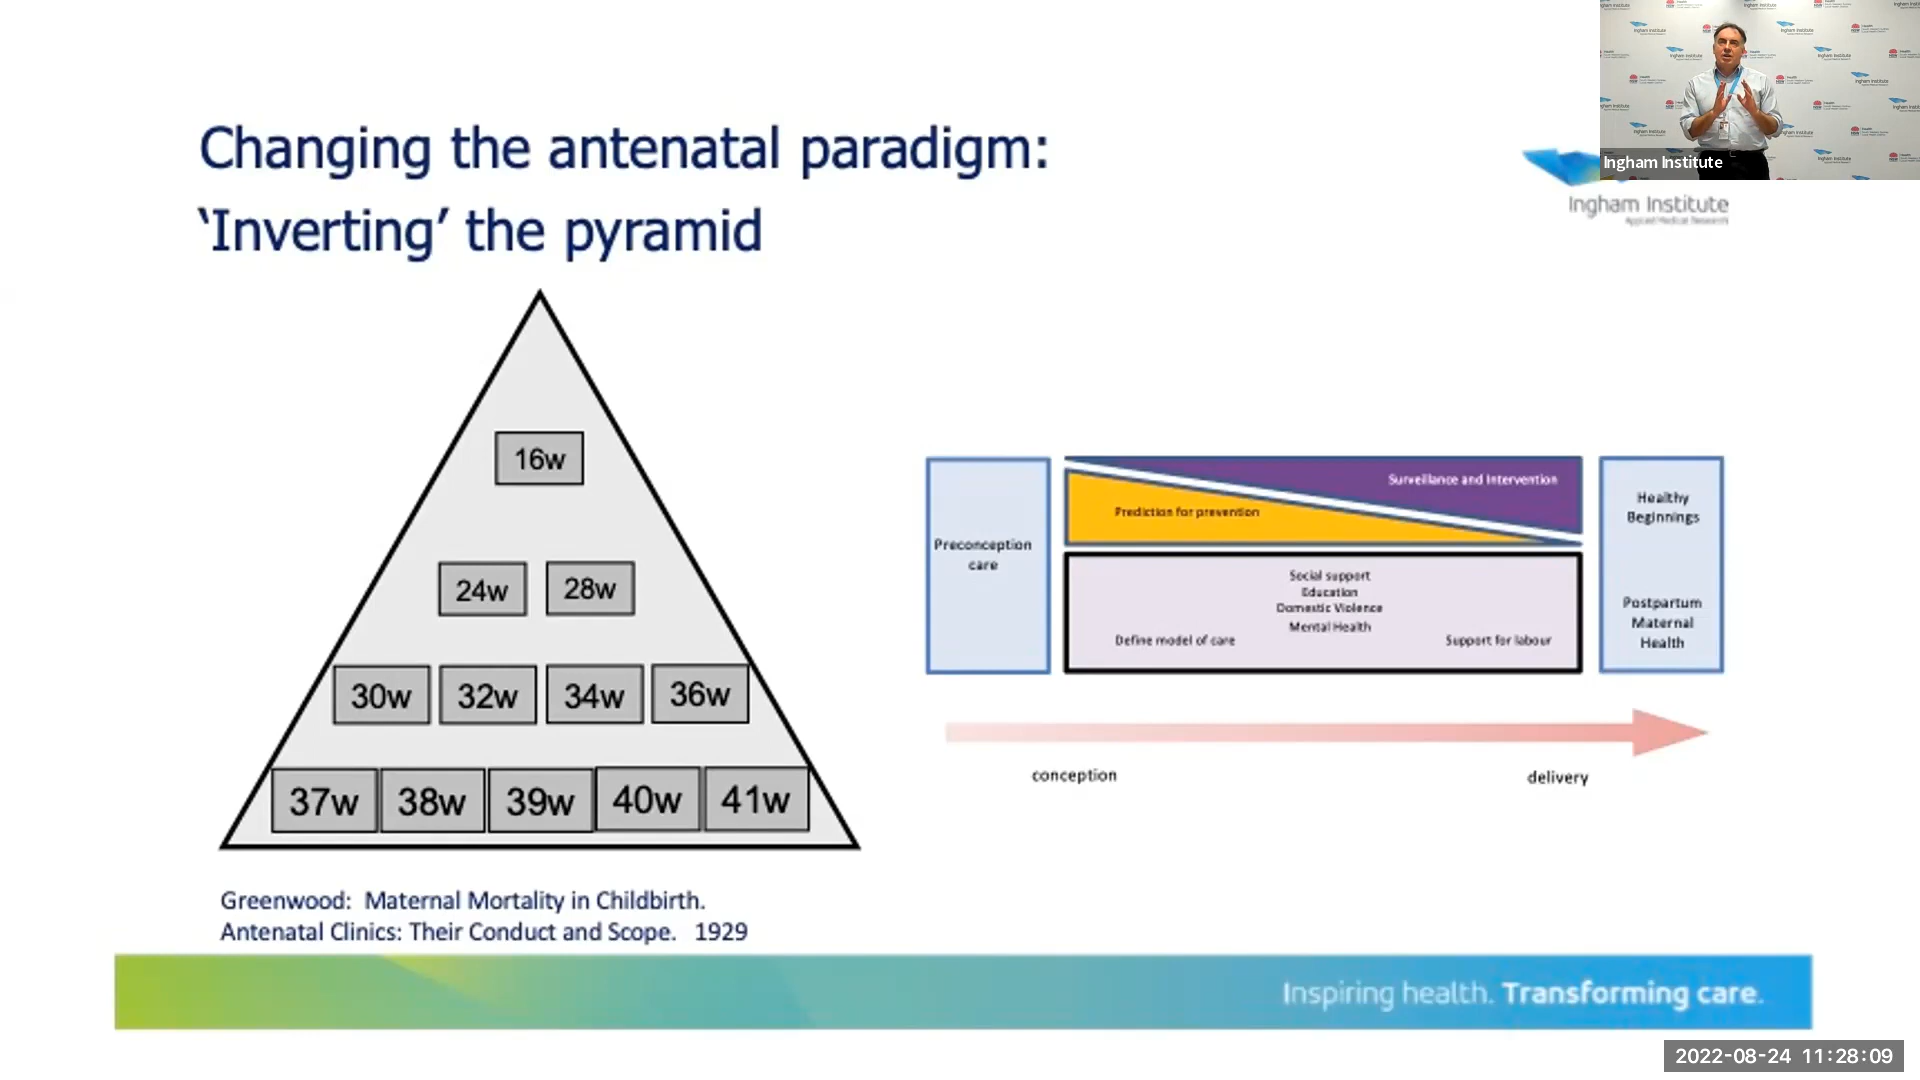 Changing the antenatal paradigm:
‘Inverting’ the pyramid
Ingham Institute
Ingham Institute
Applied Medical Research
16w
24w 28w
30w 32w 34w 36w
37w 38w 39w 40w 41w
Greenwood: Maternal Mortality in Childbirth.
Antenatal Clinics: Their Conduct and Scope. 1929
Preconception
care
Surveillance and Intervention
Prediction for prevention
Social support
Education
Domestic Violence
Mental Health
Define model of care
Support for labour
Healthy
Beginnings
Postpartum
Maternal
Health
conception
delivery
Inspiring health. Transforming care.
2022-08-24 11:28:09